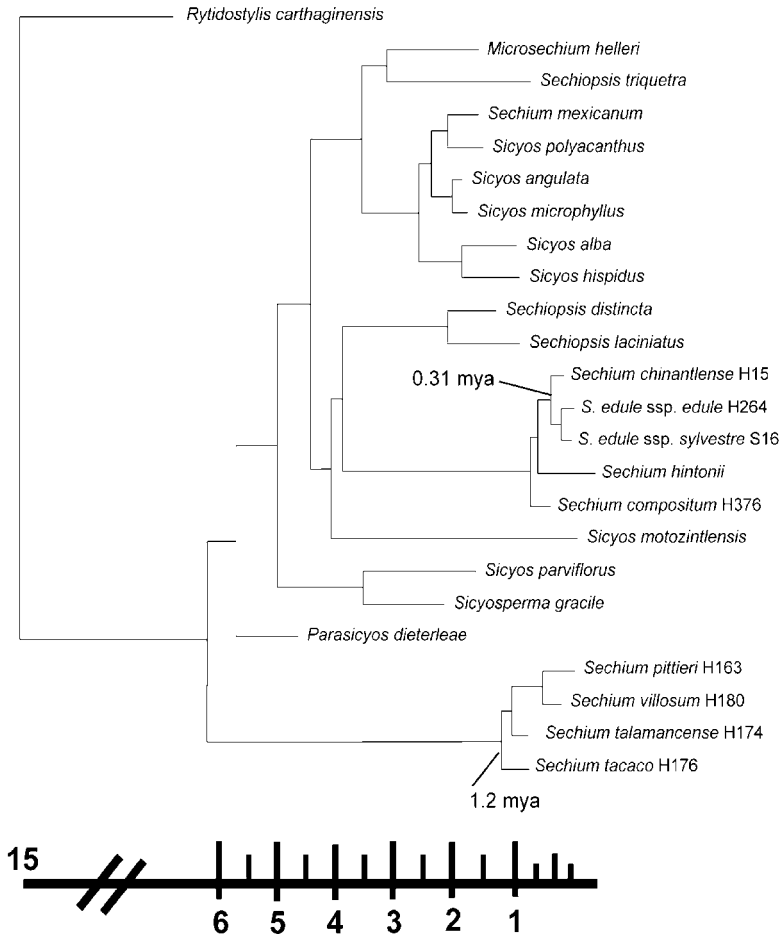 Rytidostylis carthaginensis
Microsechium helleri
Sechiopsis triquetra
Sechium mexicanum
Sicyos polyacanthus
Sicyos angulata
Sicyos microphyllus
Sicyos alba
Sicyos hispidus
Sechiopsis distincta
Sechiopsis laciniatus
Sechium chinantlense H15
0.31 mya
S. edule ssp. edule H264
S. edule ssp. sylvestre S16
Sechium hintonii
Sechium compositum H376
Sicyos motozintlensis
Sicyos parviflorus
Sicyosperma gracile
Parasicyos dieterleae
Sechium pittieri H163
Sechium villosum H180
Sechium talamancense H174
Sechium tacaco H176
1.2 mya
15
6 5 4 3 2 1